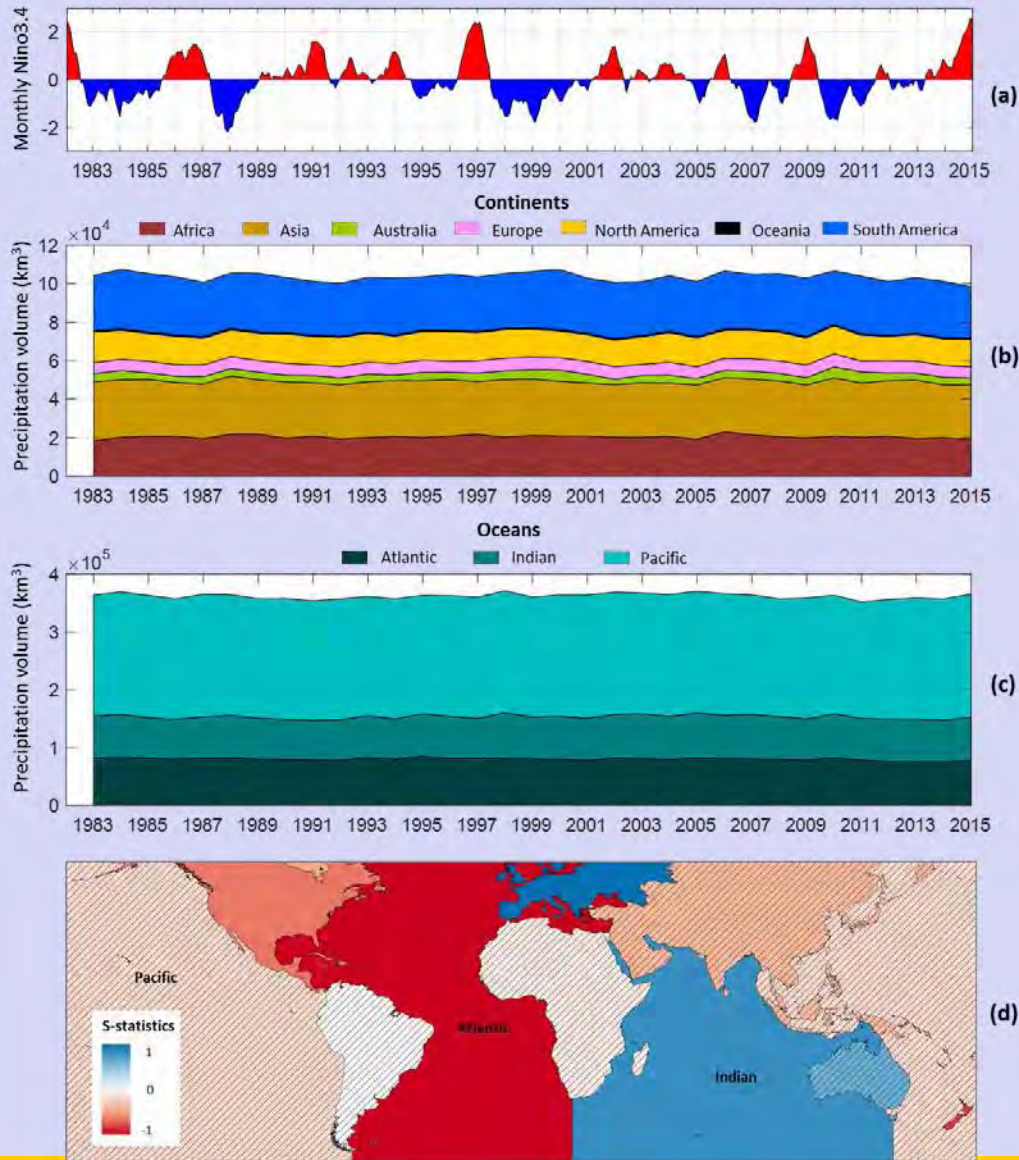 Monthly Nino3.4
2
0
-2
(a)
1983 1985 1987 1989 1991 1993 1995 1997 1999 2001 2003 2005 2007 2009 2011 2013 2015
Continents
Africa Asia Australia Europe North America Oceania South America
×10⁴
Precipitation volume (km³)
12
10
8
6
4
2
0
(b)
1983 1985 1987 1989 1991 1993 1995 1997 1999 2001 2003 2005 2007 2009 2011 2013 2015
Oceans
Atlantic Indian Pacific
×10⁵
Precipitation volume (km³)
4
3
2
1
0
(c)
1983 1985 1987 1989 1991 1993 1995 1997 1999 2001 2003 2005 2007 2009 2011 2013 2015
Pacific
Atlantic
Indian
S-statistics
1
0
-1
(d)